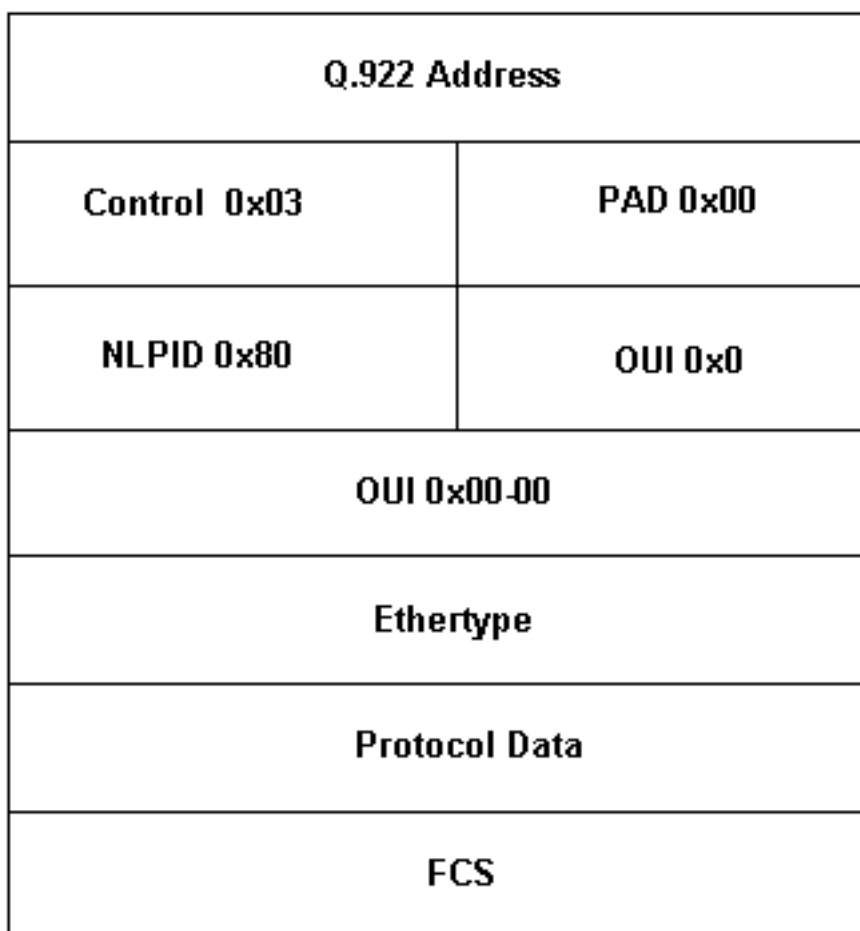 Q.922 Address
Control 0x03
PAD 0x00
NLPID 0x80
OUI 0x0
OUI 0x00-00
Ethertype
Protocol Data
FCS